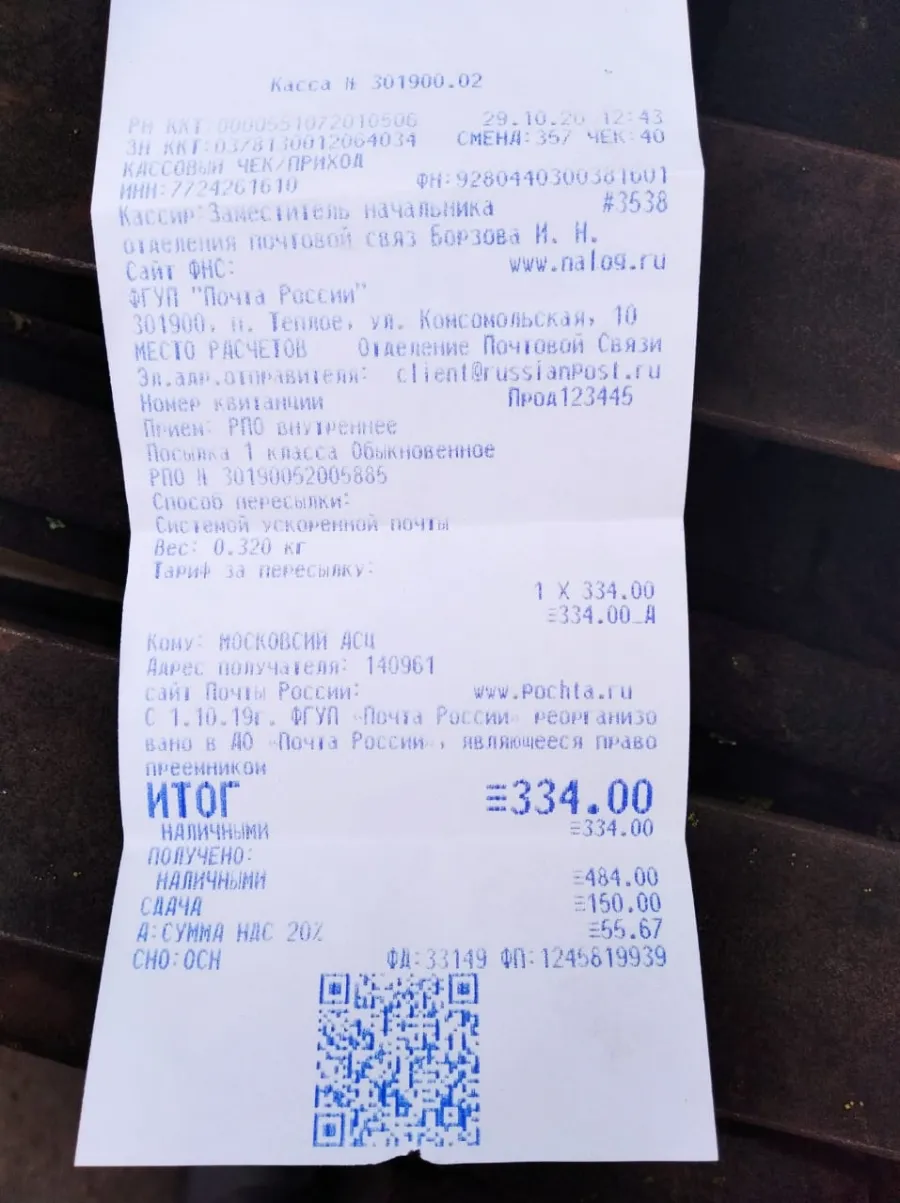 Касса № 301900.02
РН ККТ:0000551072010506 29.10.20 12:43
ЗН ККТ:0378130012064034 СМЕНА:357 ЧЕК:40
КАССОВЫЙ ЧЕК/ПРИХОД
ИНН:7724261610 ФН:9280440300381601
Кассир:Заместитель начальника #3538
отделения почтовой связ Борзова И. Н.
Сайт ФНС: www.nalog.ru
ФГУП "Почта России"
301900, п. Теплое, ул. Комсомольская, 10
МЕСТО РАСЧЕТОВ Отделение Почтовой Связи
Эл.адр.отправителя: client@russianPost.ru
Номер квитанции Прод123445
Прием: РПО внутреннее
Посылка 1 класса Обыкновенное
РПО № 30190052005885
Способ пересылки:
Системой ускоренной почты
Вес: 0.320 кг
Тариф за пересылку:
1 X 334.00
≡334.00_А
Кому: МОСКОВСИЙ АСЦ
Адрес получателя: 140961
сайт Почты России: www.Pochta.ru
С 1.10.19г. ФГУП «Почта России» реорганизо
вано в АО «Почта России», являющееся право
преемником
ИТОГ ≡334.00
НАЛИЧНЫМИ ≡334.00
ПОЛУЧЕНО:
НАЛИЧНЫМИ ≡484.00
СДАЧА ≡150.00
А:СУММА НДС 20% ≡55.67
СНО:ОСН ФД:33149 ФП:1245819939